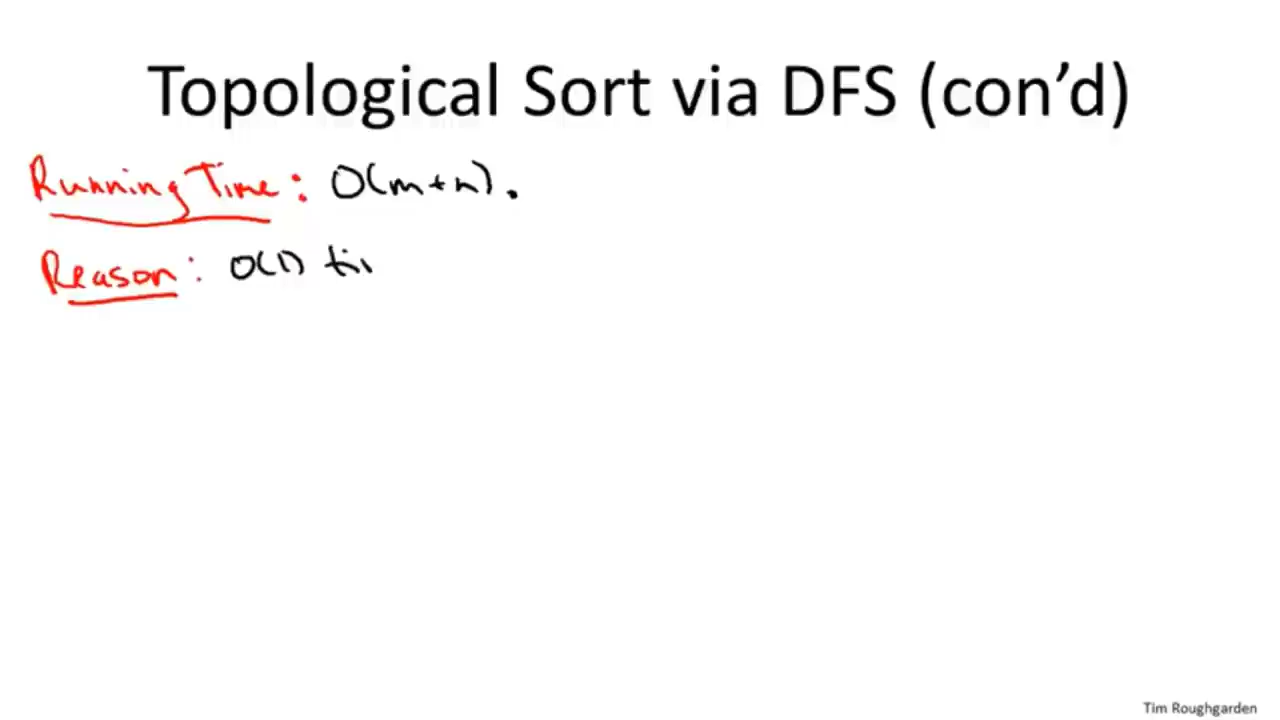 Topological Sort via DFS (con’d)
Running Time: O(m+n).
Reason: O(1)
Tim Roughgarden